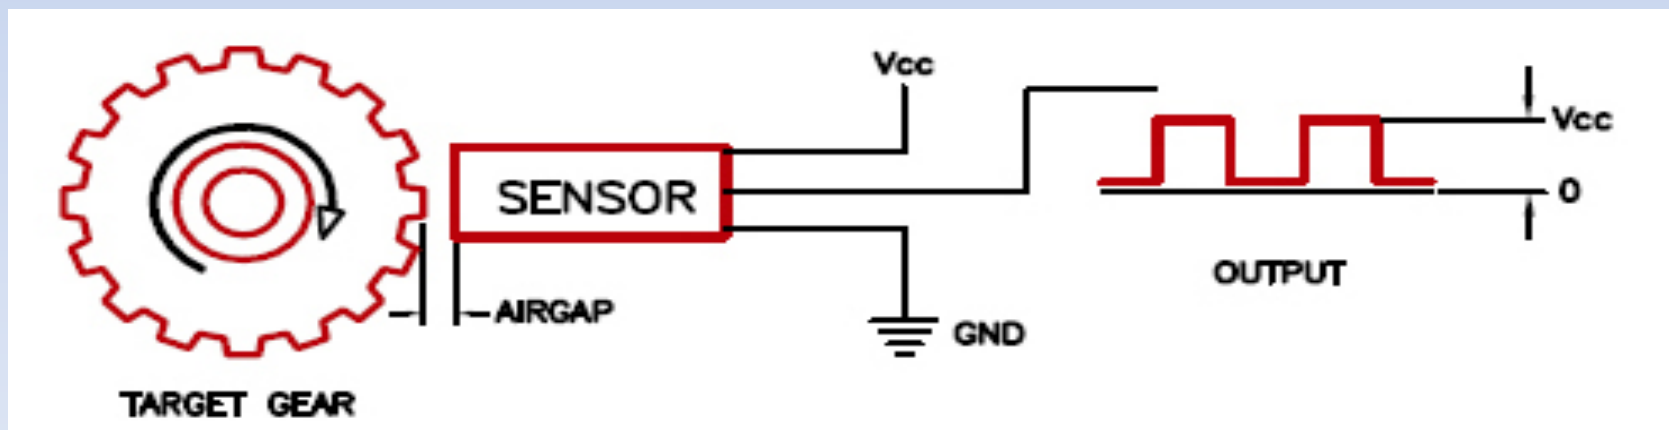 Vcc
Vcc
SENSOR
0
OUTPUT
AIRGAP
GND
TARGET GEAR